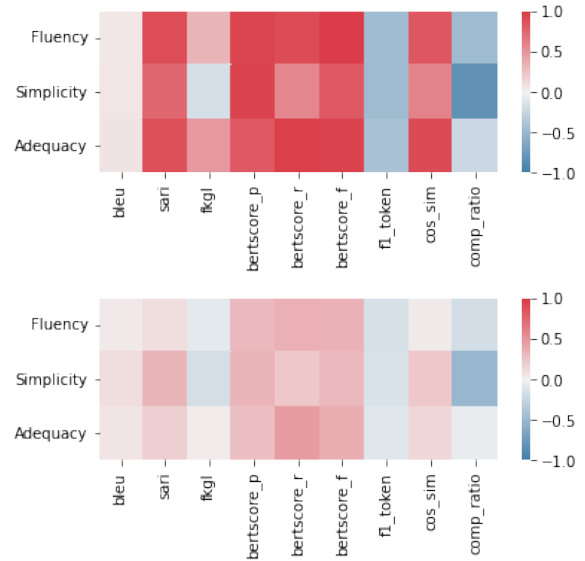 Fluency
Simplicity
Adequacy
1.0
0.5
0.0
−0.5
−1.0
bleu
sari
fkgl
bertscore_p
bertscore_r
bertscore_f
f1_token
cos_sim
comp_ratio
Fluency
Simplicity
Adequacy
1.0
0.5
0.0
−0.5
−1.0
bleu
sari
fkgl
bertscore_p
bertscore_r
bertscore_f
f1_token
cos_sim
comp_ratio